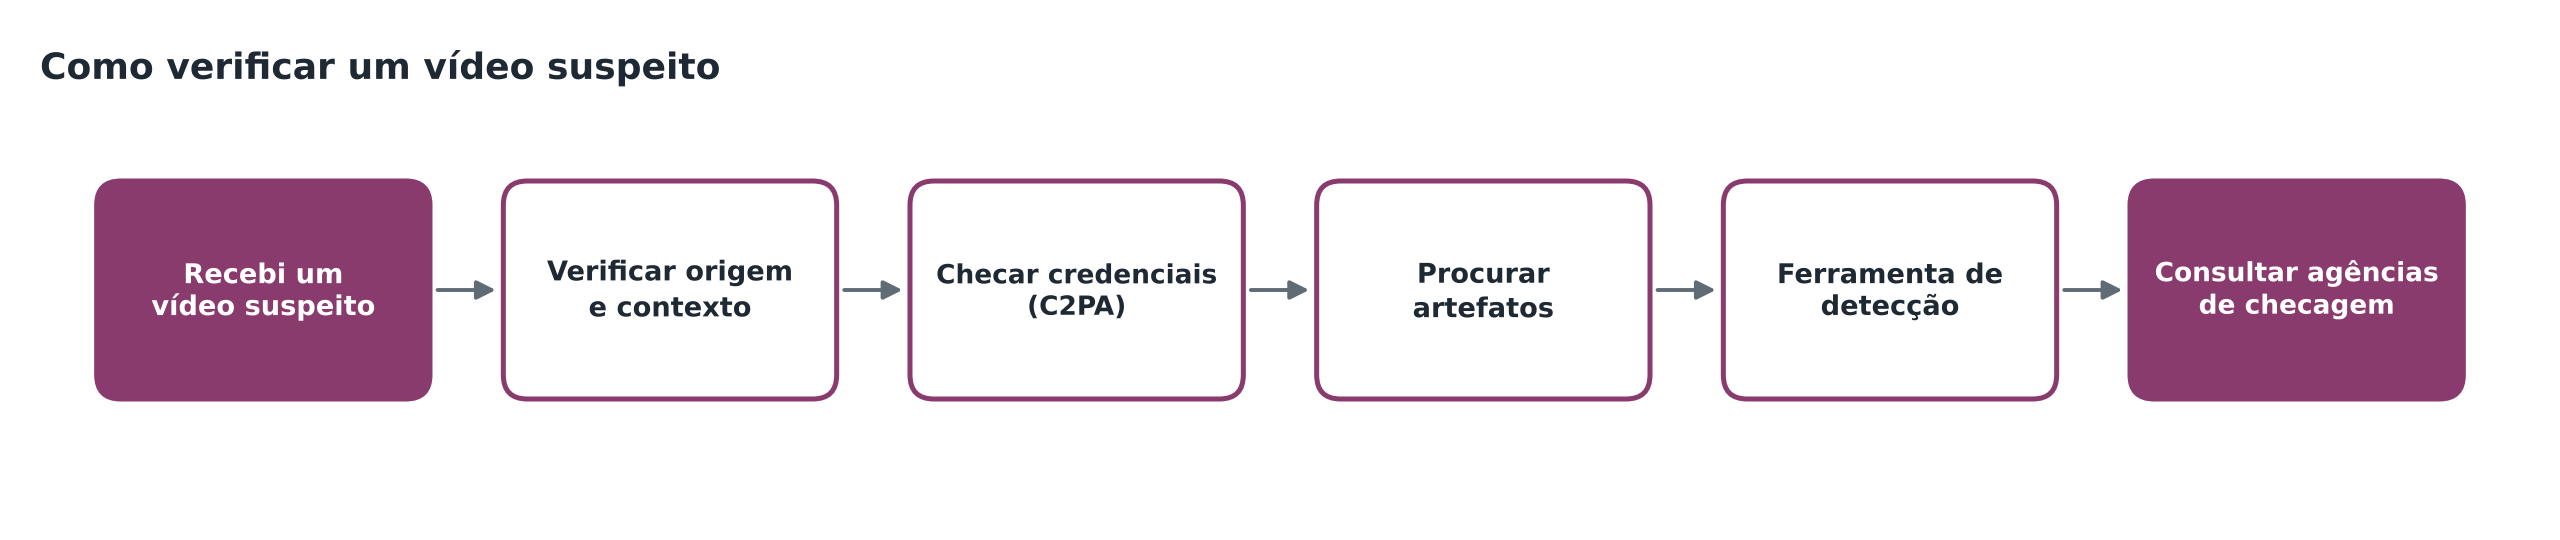 Como verificar um vídeo suspeito
Recebi um
vídeo suspeito
Verificar origem
e contexto
Checar credenciais
(C2PA)
Procurar
artefatos
Ferramenta de
detecção
Consultar agências
de checagem